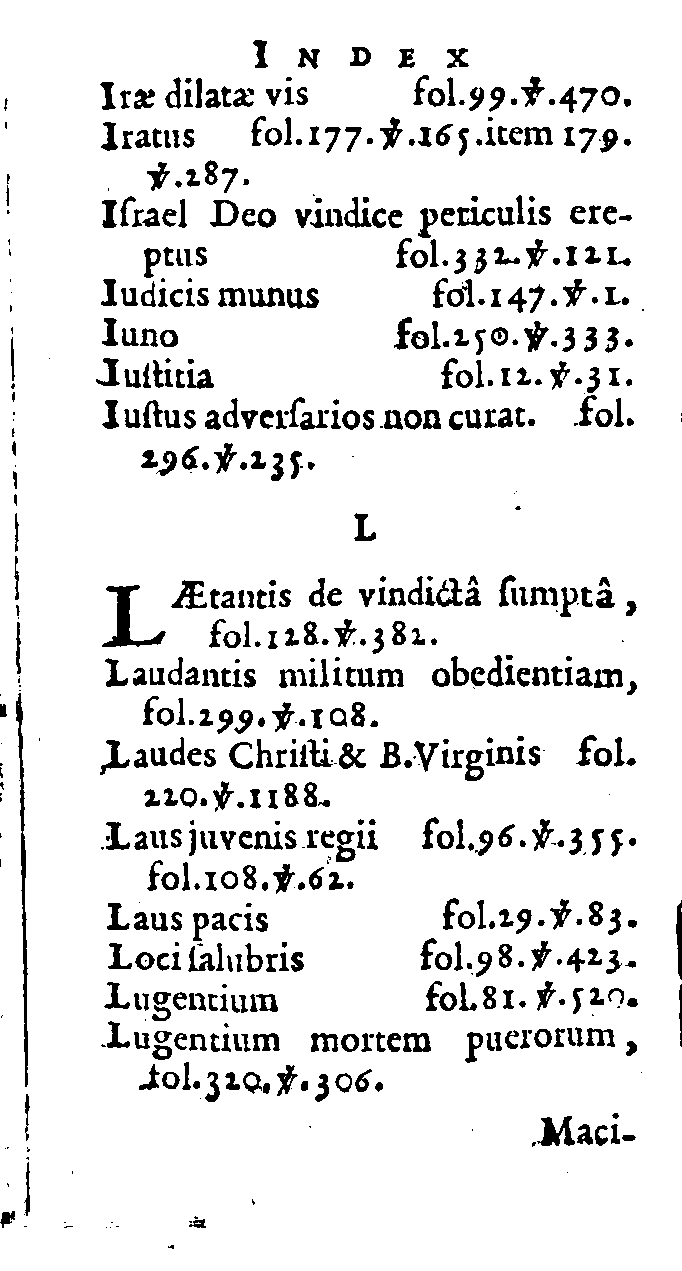 INDEX
Iræ dilatæ vis fol.99.℣.470.
Iratus fol.177.℣.165.item 179.
℣.287.
Iſrael Deo vindice periculis ere-
ptus fol.332.℣.121.
Iudicis munus fol.147.℣.1.
Iuno fol.250.℣.333.
Iuſtitia fol.12.℣.31.
Iuſtus adverſarios non curat. fol.
296.℣.235.
L
LÆtantis de vindictâ ſumptâ,
fol.128.℣.382.
Laudantis militum obedientiam,
fol.299.℣.108.
Laudes Chriſti & B.Virginis fol.
220.℣.1188.
Laus juvenis regii fol.96.℣.355.
fol.108.℣.62.
Laus pacis fol.29.℣.83.
Loci ſalubris fol.98.℣.423.
Lugentium fol.81.℣.520.
Lugentium mortem puerorum,
fol.320.℣.306.
Maci-